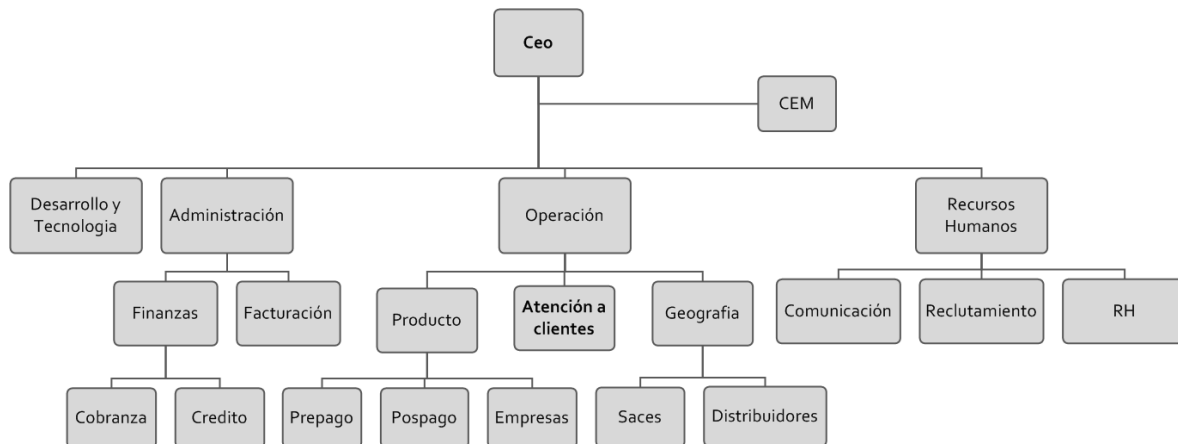 Ceo
CEM
Desarrollo y
Tecnologia
Administración
Operación
Recursos
Humanos
Finanzas
Facturación
Producto
Atención a
clientes
Geografia
Comunicación
Reclutamiento
RH
Cobranza
Credito
Prepago
Pospago
Empresas
Saces
Distribuidores